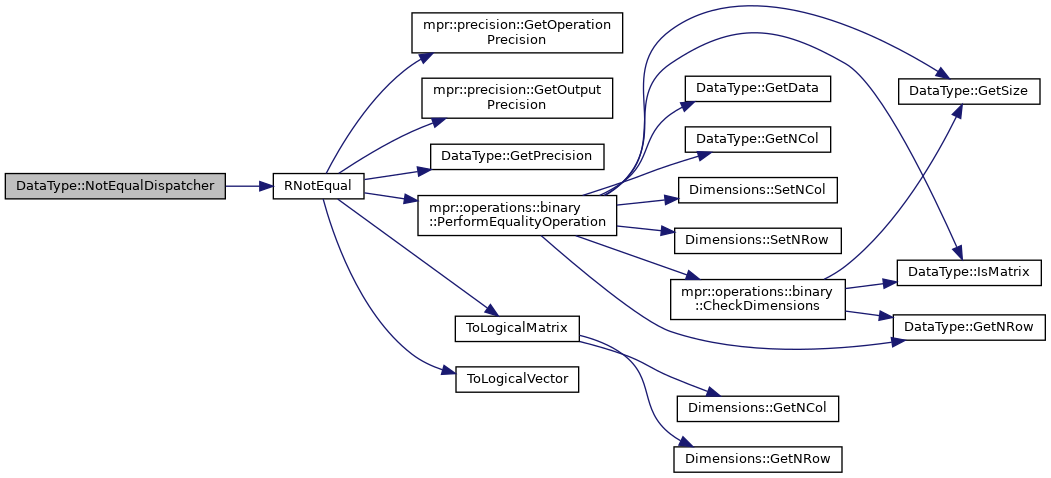 DataType::NotEqualDispatcher
RNotEqual
mpr::precision::GetOperation
Precision
mpr::precision::GetOutput
Precision
DataType::GetPrecision
mpr::operations::binary
::PerformEqualityOperation
ToLogicalMatrix
ToLogicalVector
DataType::GetData
DataType::GetNCol
Dimensions::SetNCol
Dimensions::SetNRow
mpr::operations::binary
::CheckDimensions
Dimensions::GetNCol
Dimensions::GetNRow
DataType::GetSize
DataType::IsMatrix
DataType::GetNRow